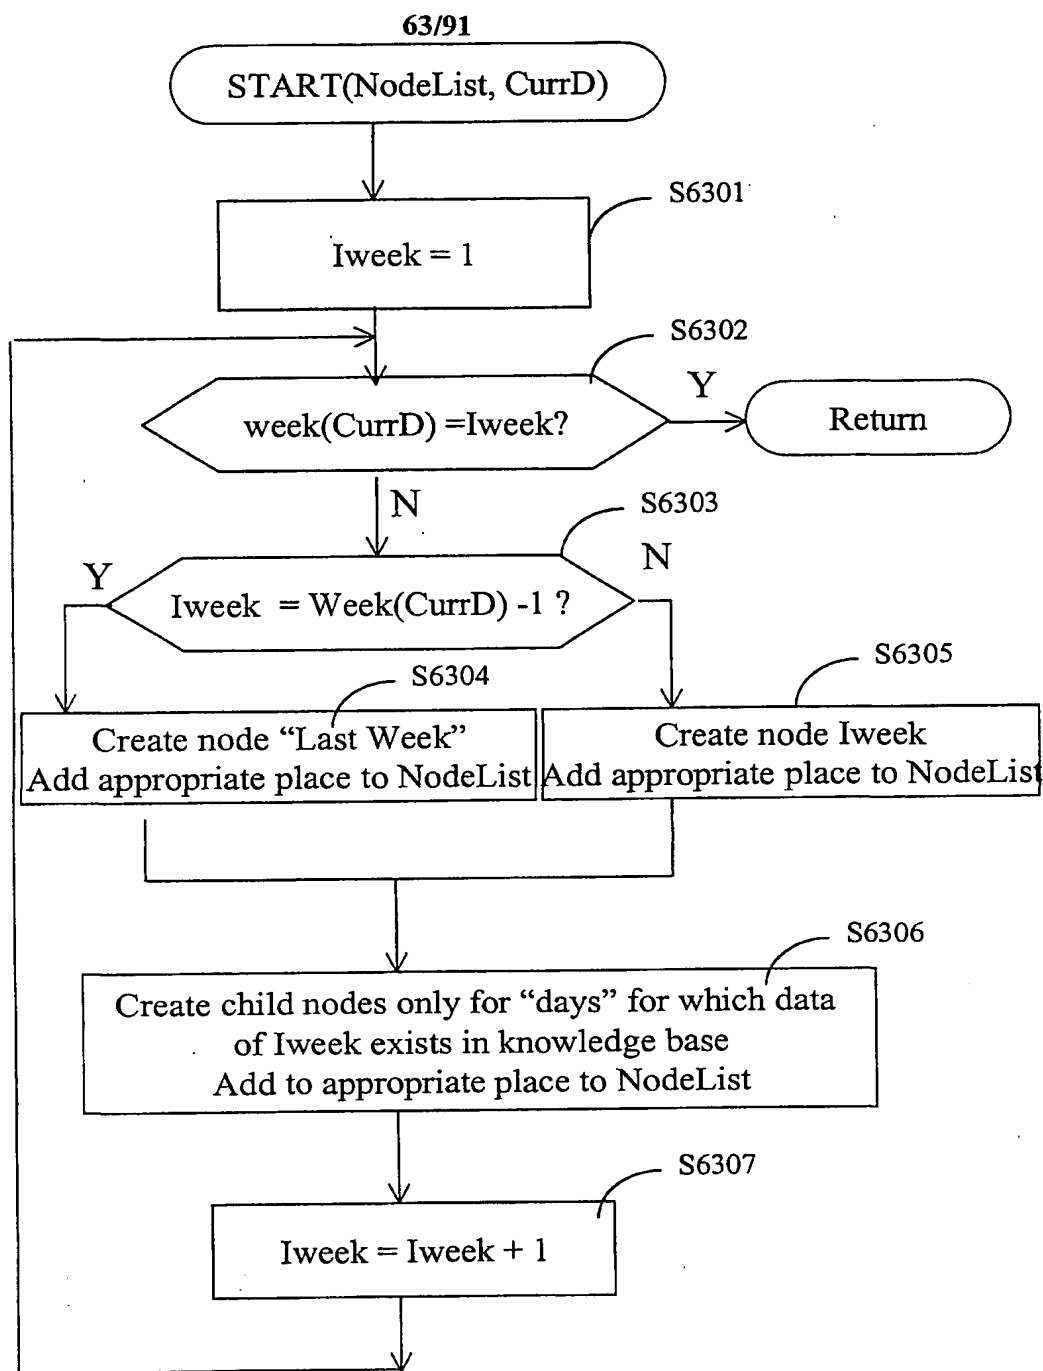 63/91
START(NodeList, CurrD)
S6301
Iweek = 1
S6302
week(CurrD) =Iweek?
Y
Return
N
S6303
Y
Iweek = Week(CurrD) -1 ?
N
S6304
S6305
Create node “Last Week”
Add appropriate place to NodeList
Create node Iweek
Add appropriate place to NodeList
S6306
Create child nodes only for “days” for which data
of Iweek exists in knowledge base
Add to appropriate place to NodeList
S6307
Iweek = Iweek + 1